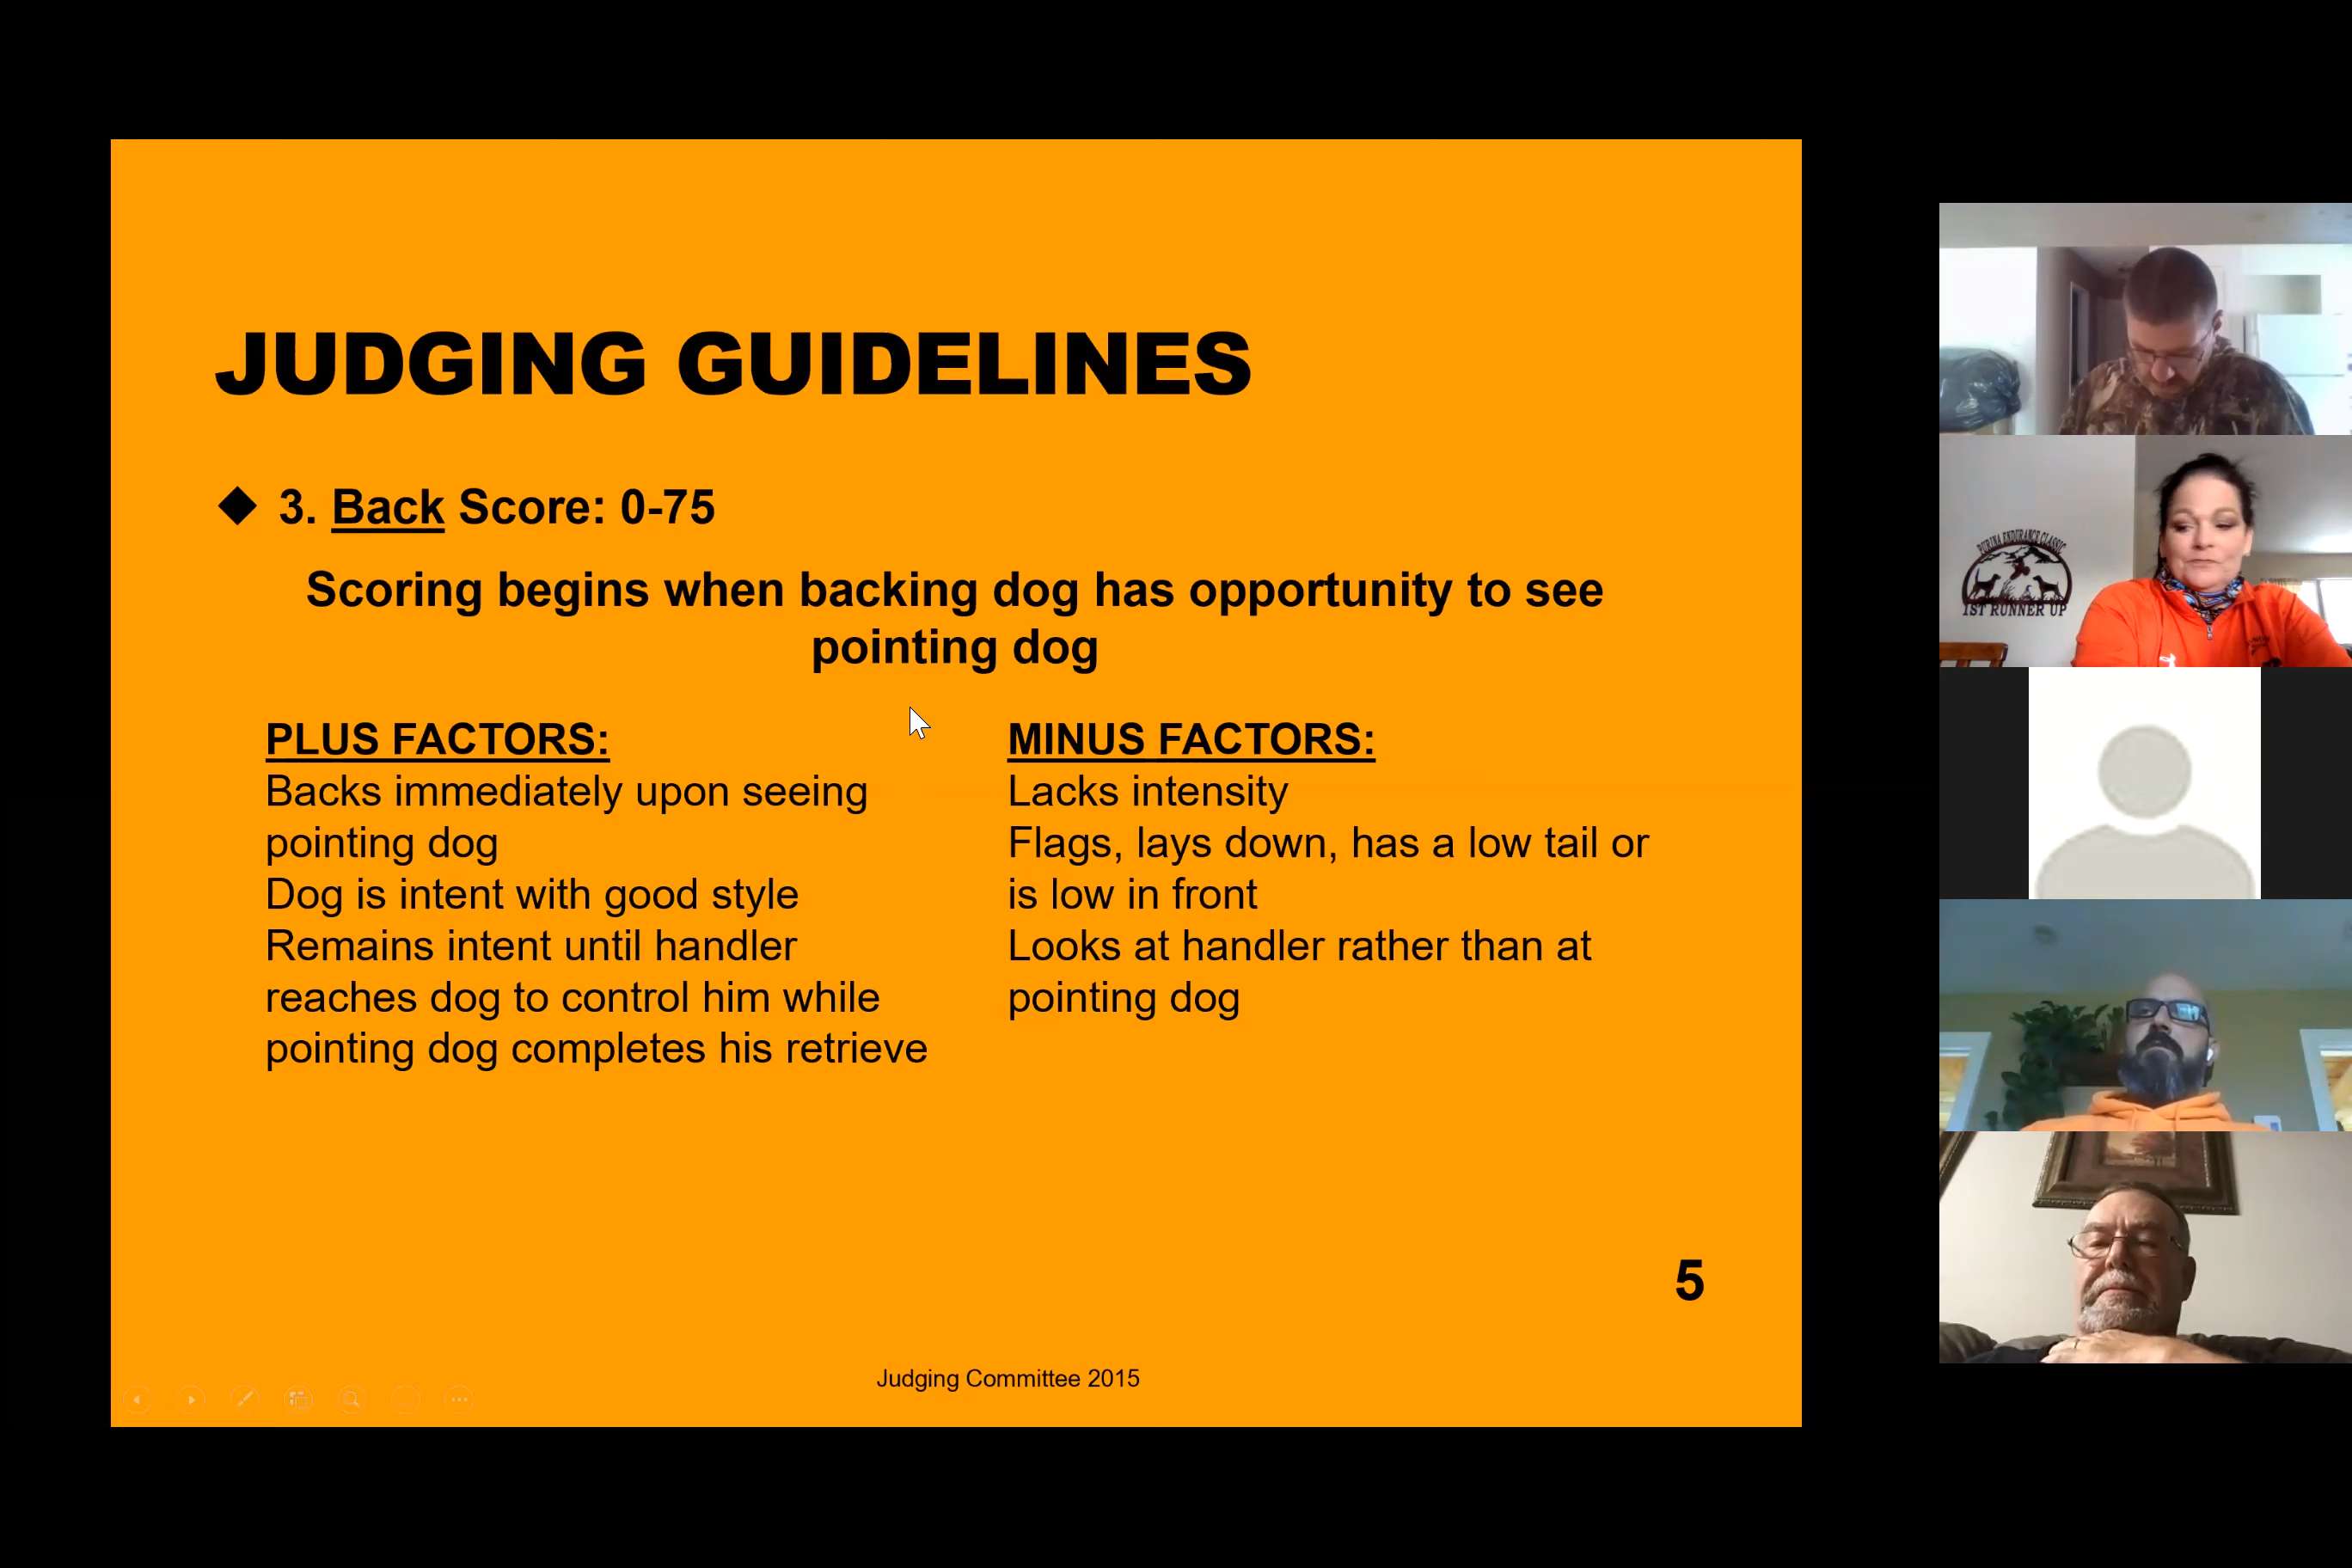 JUDGING GUIDELINES
3. Back Score: 0-75
Scoring begins when backing dog has opportunity to see
pointing dog
PLUS FACTORS:
Backs immediately upon seeing
pointing dog
Dog is intent with good style
Remains intent until handler
reaches dog to control him while
pointing dog completes his retrieve
MINUS FACTORS:
Lacks intensity
Flags, lays down, has a low tail or
is low in front
Looks at handler rather than at
pointing dog
5
Judging Committee 2015
PURINA ENDURANCE CLASSIC
1ST RUNNER UP